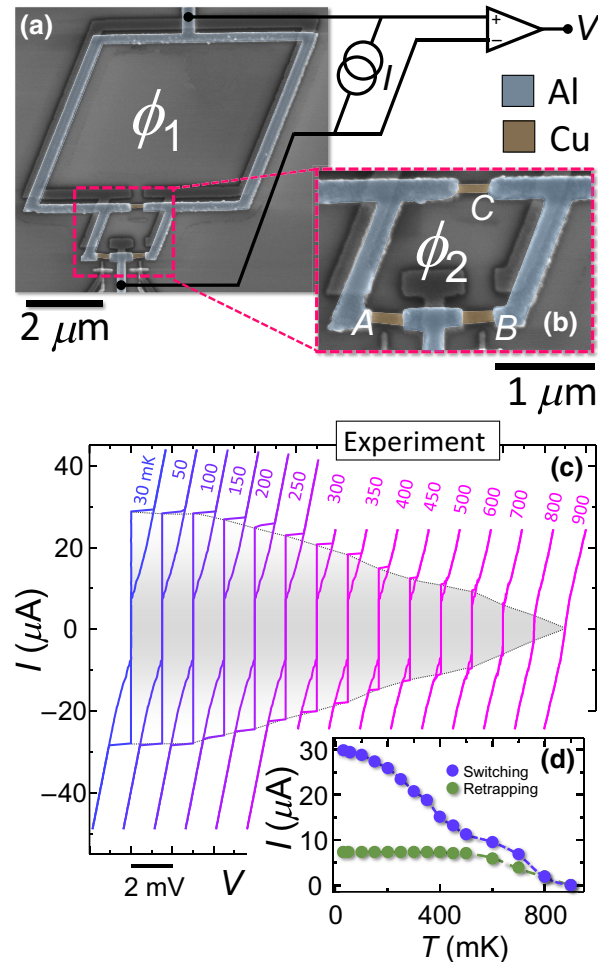 (a)
ϕ1
I
+
−
V
Al
Cu
2 μm
C
ϕ2
A
B
(b)
1 μm
Experiment
(c)
40
20
0
−20
−40
I (μA)
30 mK
50
100
150
200
250
300
350
400
450
500
600
700
800
900
2 mV
V
(d)
Switching
Retrapping
30
20
10
0
I (μA)
0
400
800
T (mK)